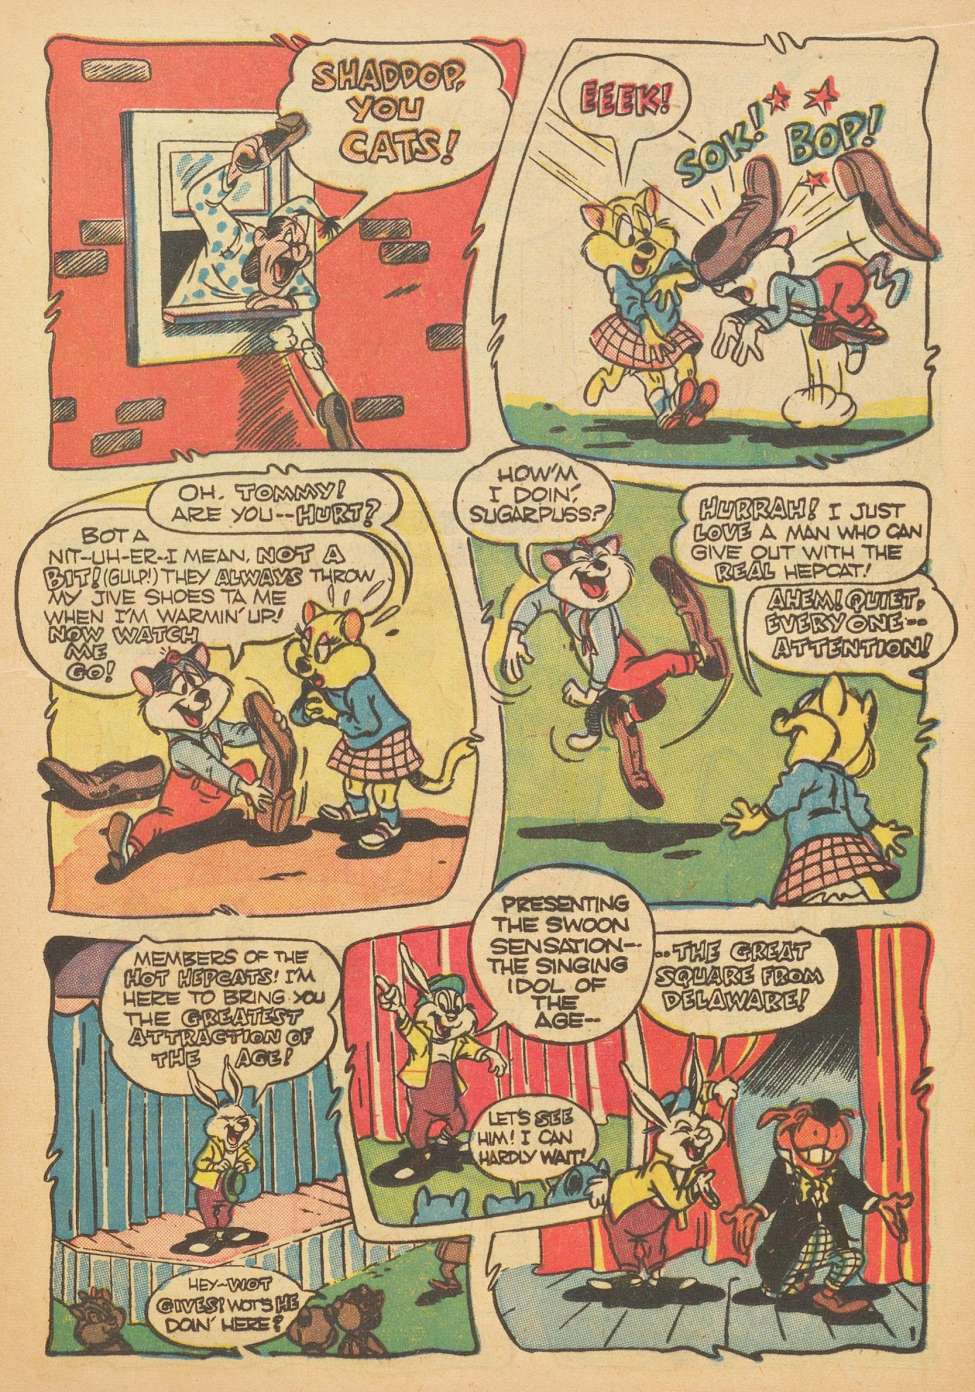 SHADDOP,
YOU
CATS!
EEEK!
SOK!
BOP!
OH, TOMMY!
ARE YOU--HURT?
BOT A
NIT-UH-ER-I MEAN, NOT A
BIT! (GULP!) THEY ALWAYS THROW
MY JIVE SHOES TA ME
WHEN I'M WARMIN' UP!
NOW WATCH
ME
GO!
HOW'M
I DOIN',
SUGARPUSS?
HURRAH! I JUST
LOVE A MAN WHO CAN
GIVE OUT WITH THE
REAL HEPCAT!
AHEM! QUIET,
EVERYONE--
ATTENTION!
MEMBERS OF THE
HOT HEPCATS! I'M
HERE TO BRING YOU
THE GREATEST
ATTRACTION OF
THE AGE!
HEY-WOT
GIVES! WOT'S HE
DOIN' HERE?
PRESENTING
THE SWOON
SENSATION--
THE SINGING
IDOL OF
THE
AGE--
LET'S SEE
HIM! I CAN
HARDLY WAIT!
--THE GREAT
SQUARE FROM
DELAWARE!
1